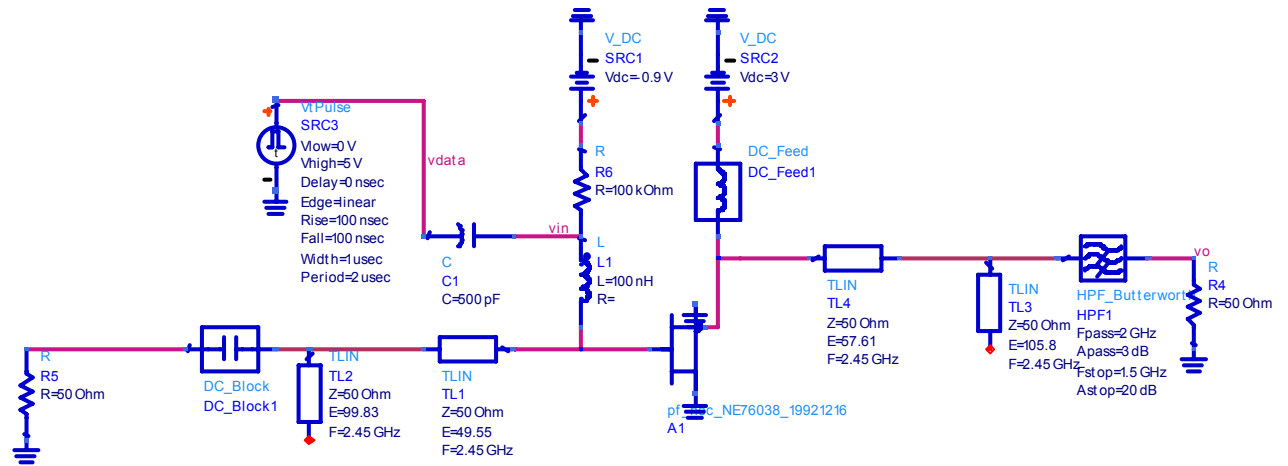 V_DC
SRC1
Vdc=-0.9 V
V_DC
SRC2
Vdc=3 V
VtPulse
SRC3
Vlow=0 V
Vhigh=5 V
Delay=0 nsec
Edge=linear
Rise=100 nsec
Fall=100 nsec
Width=1 usec
Period=2 usec
t
vdata
R
R6
R=100 kOhm
DC_Feed
DC_Feed1
vin
C
C1
C=500 pF
L
L1
L=100 nH
R=
R
R5
R=50 Ohm
DC_Block
DC_Block1
TLIN
TL2
Z=50 Ohm
E=99.83
F=2.45 GHz
TLIN
TL1
Z=50 Ohm
E=49.55
F=2.45 GHz
A1
TLIN
TL4
Z=50 Ohm
E=57.61
F=2.45 GHz
TLIN
TL3
Z=50 Ohm
E=105.8
F=2.45 GHz
HPF_Butterwort
HPF1
Fpass=2 GHz
Apass=3 dB
Fstop=1.5 GHz
Astop=20 dB
vo
R
R4
R=50 Ohm